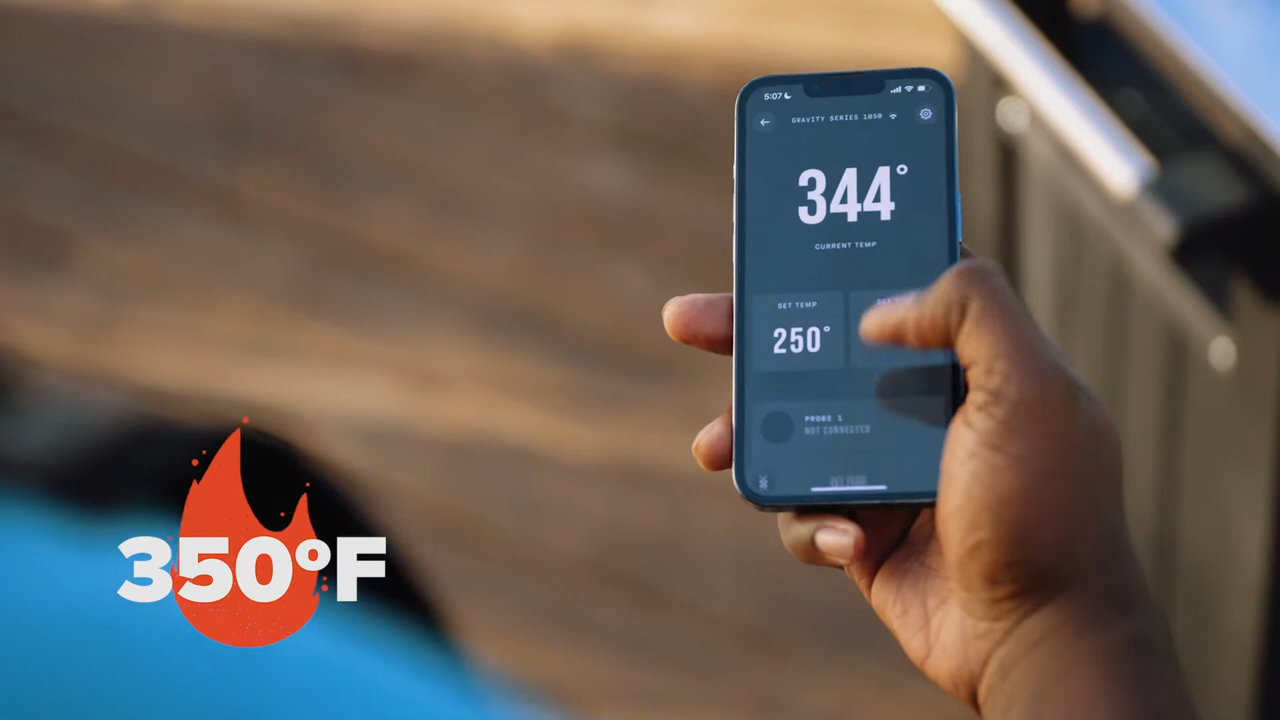 5:07
GRAVITY SERIES 1050
344°
CURRENT TEMP
SET TEMP
250°
PROBE 1
NOT CONNECTED
350°F